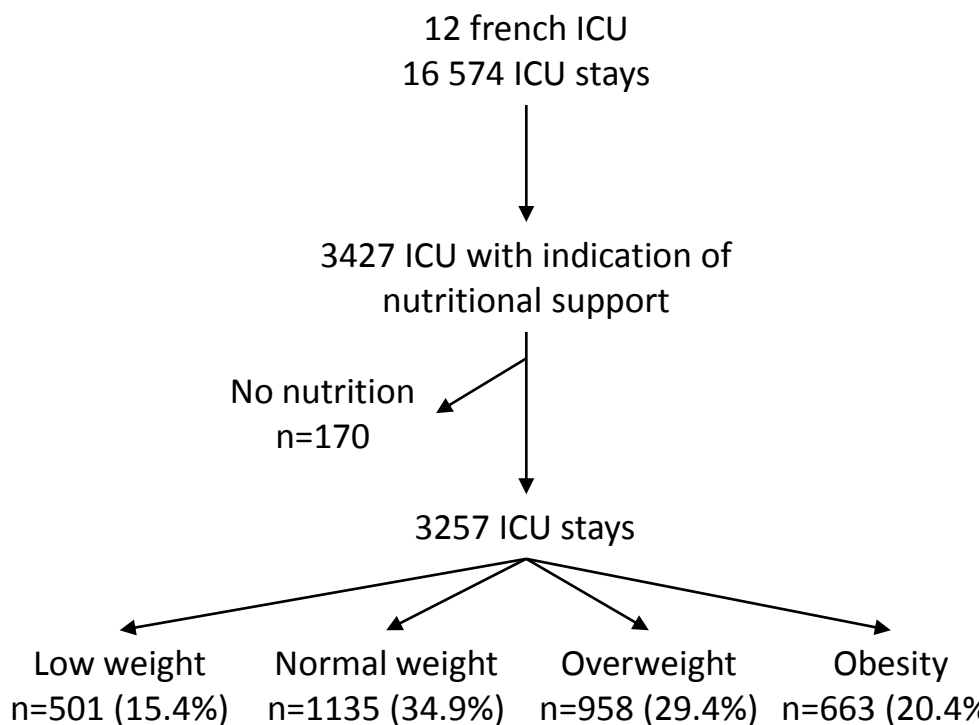 12 french ICU
16 574 ICU stays
3427 ICU with indication of
nutritional support
No nutrition
n=170
3257 ICU stays
Low weight
n=501 (15.4%)
Normal weight
n=1135 (34.9%)
Overweight
n=958 (29.4%)
Obesity
n=663 (20.4%